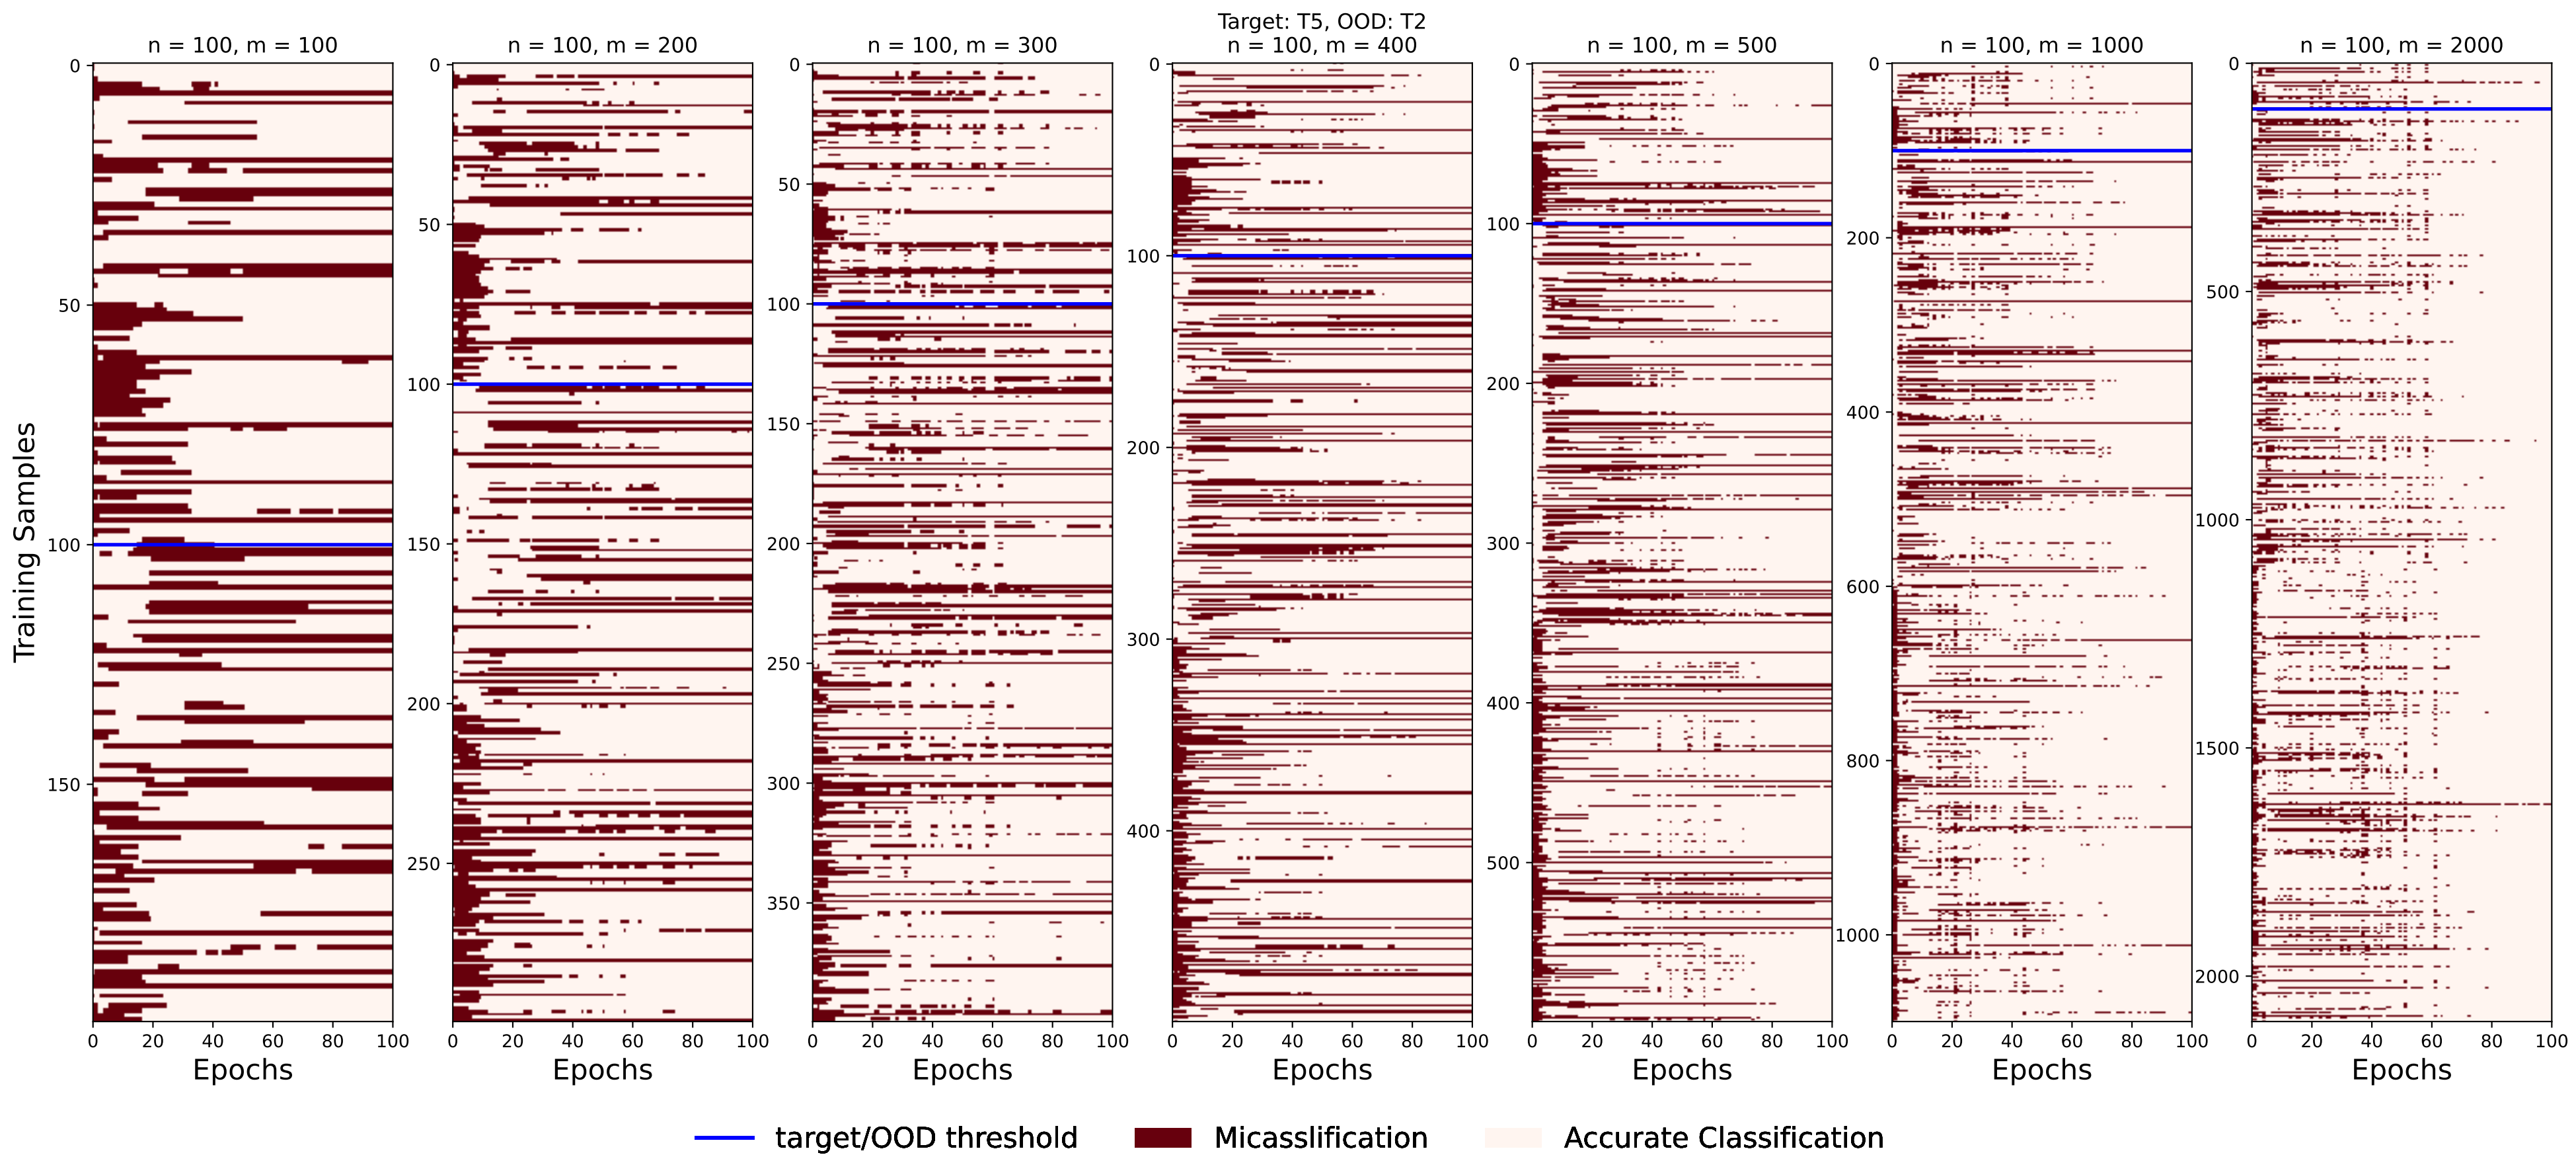 Target: T5, OOD: T2
n = 100, m = 100
n = 100, m = 200
n = 100, m = 300
n = 100, m = 400
n = 100, m = 500
n = 100, m = 1000
n = 100, m = 2000
Training Samples
0
50
100
150
0 20 40 60 80 100
Epochs
0
50
100
150
200
250
0 20 40 60 80 100
Epochs
0
50
100
150
200
250
300
350
0 20 40 60 80 100
Epochs
0
100
200
300
400
0 20 40 60 80 100
Epochs
0
100
200
300
400
500
0 20 40 60 80 100
Epochs
0
200
400
600
800
1000
0 20 40 60 80 100
Epochs
0
500
1000
1500
2000
0 20 40 60 80 100
Epochs
target/OOD threshold
Micasslification
Accurate Classification